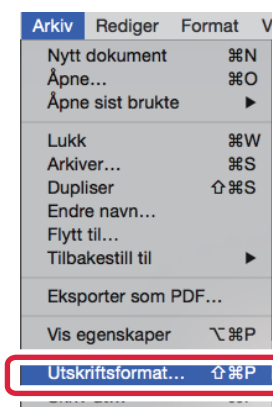 Arkiv Rediger Format V
Nytt dokument ⌘N
Åpne... ⌘O
Åpne sist brukte ▶
Lukk ⌘W
Arkiver... ⌘S
Dupliser ⇧⌘S
Endre navn...
Flytt til...
Tilbakestill til ▶
Eksporter som PDF...
Vis egenskaper ⌥⌘P
Utskriftsformat... ⇧⌘P